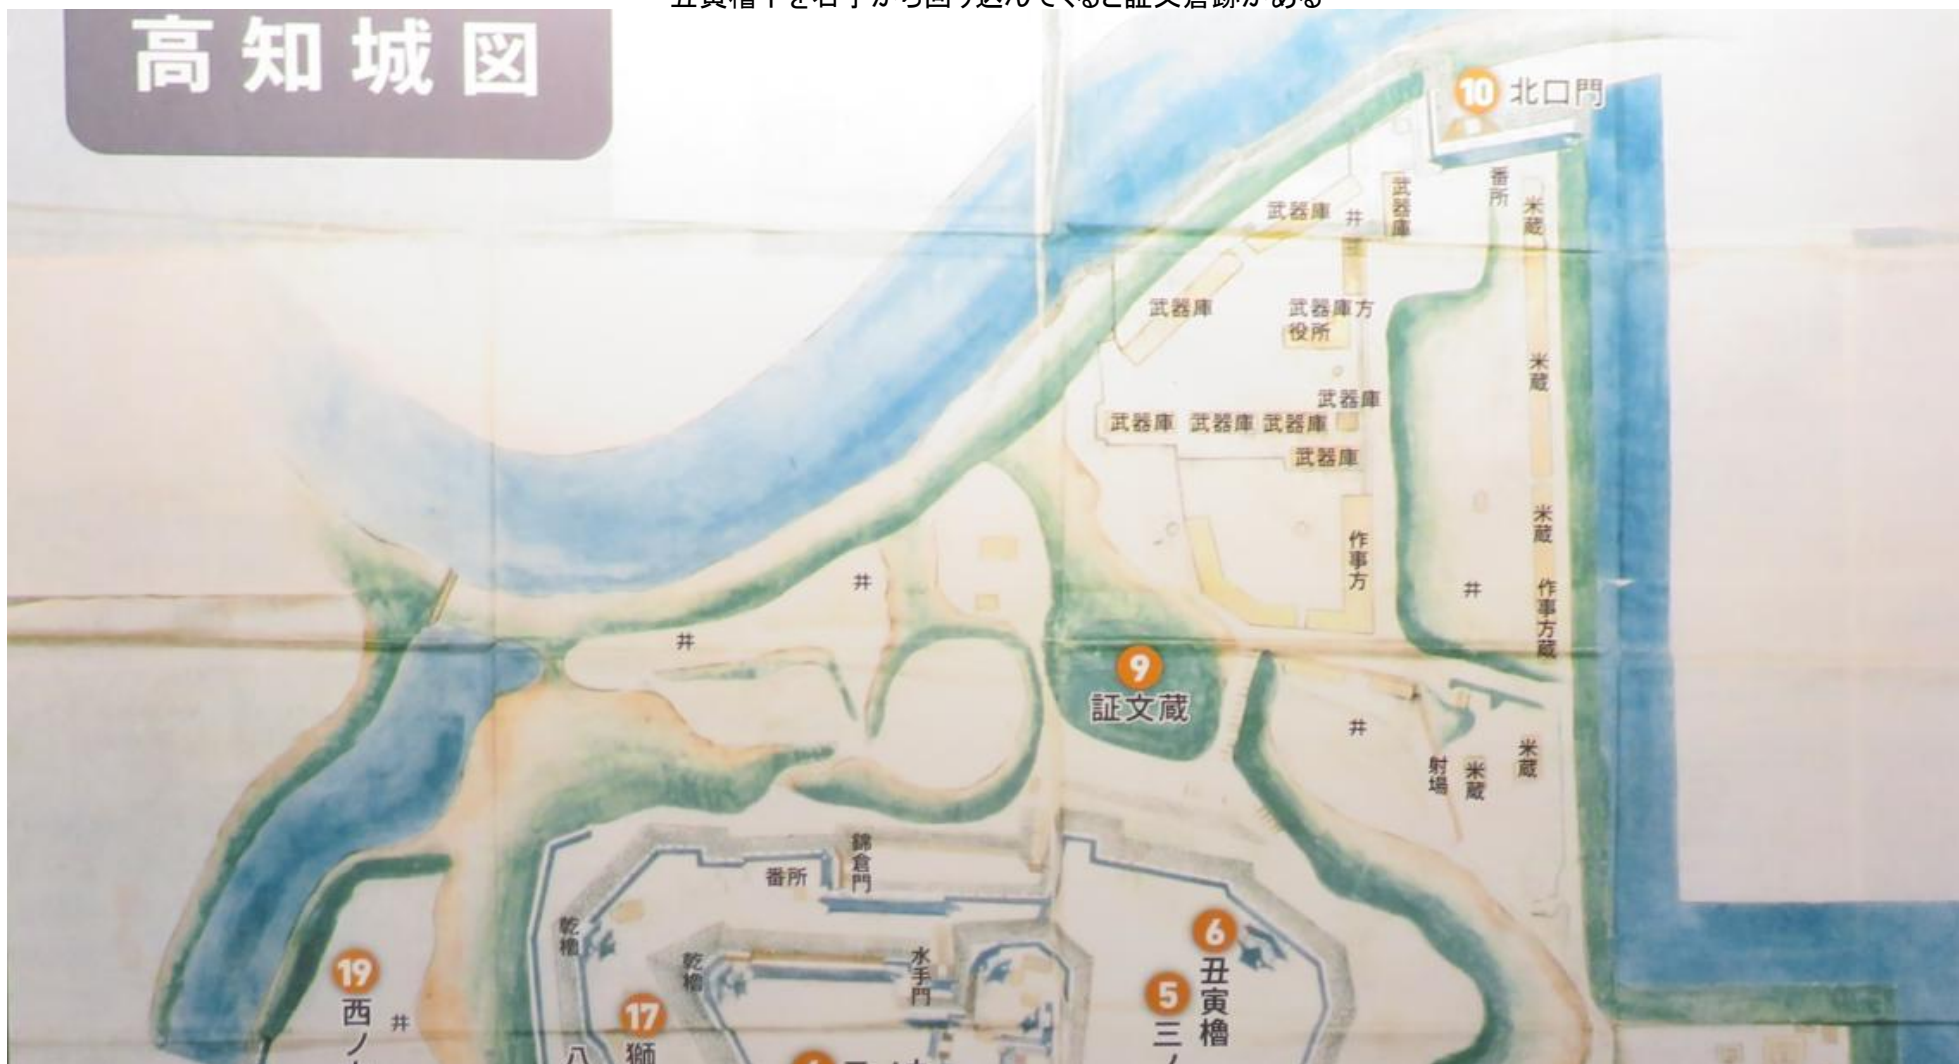 丑寅櫓下を右手から回り込んでくると証文倉跡がある
高知城図
10 北口門
番所
米蔵
武器庫
武器庫
井
武器庫
武器庫方
役所
米蔵
武器庫
武器庫
武器庫
武器庫
武器庫
米蔵
作事方
井
井
作事方蔵
井
9
証文蔵
井
射場
米蔵
米蔵
錦倉門
番所
乾櫓
乾櫓
水手門
6
丑寅櫓
5
三ノ
19
西ノ
井
17
獅
八